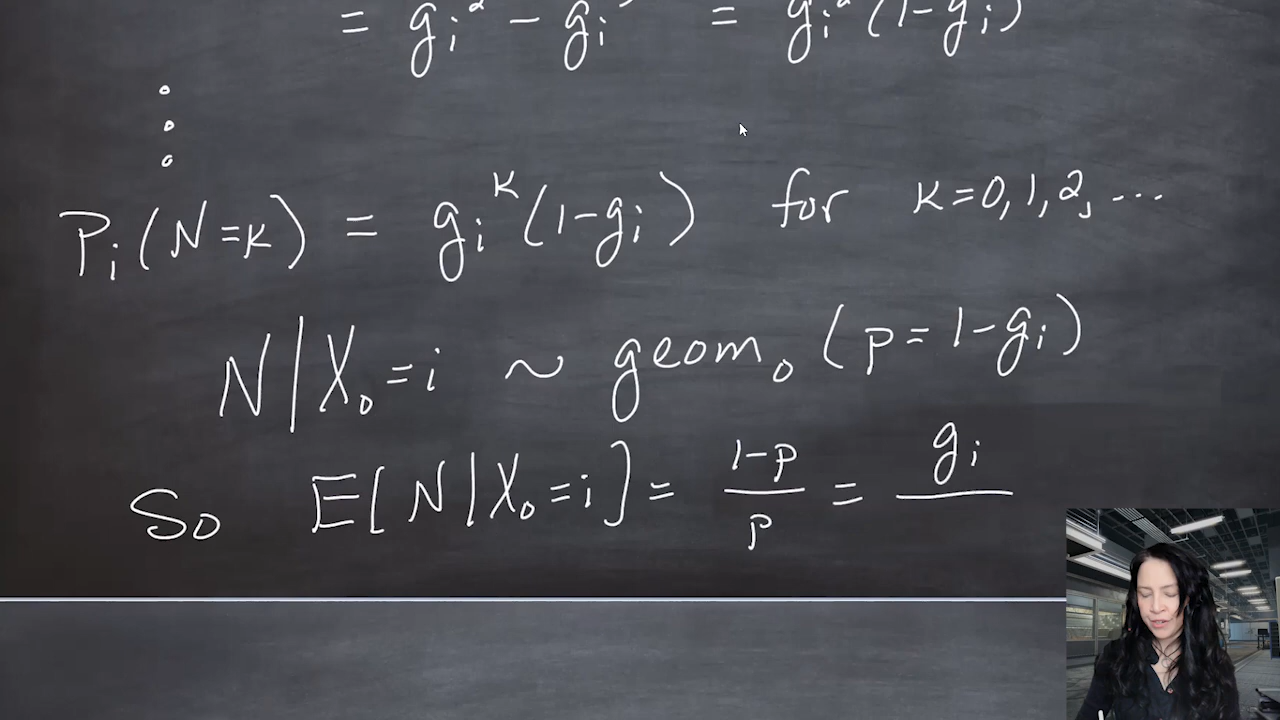 = gᵢ² - gᵢ³ = gᵢ² (1-gᵢ)
Pᵢ (N=k) = gᵢᵏ (1-gᵢ) for k=0,1,2, ...
N|X₀=i ~ geom₀ (p=1-gᵢ)
So E[N|X₀=i] = (1-p)/p = gᵢ/